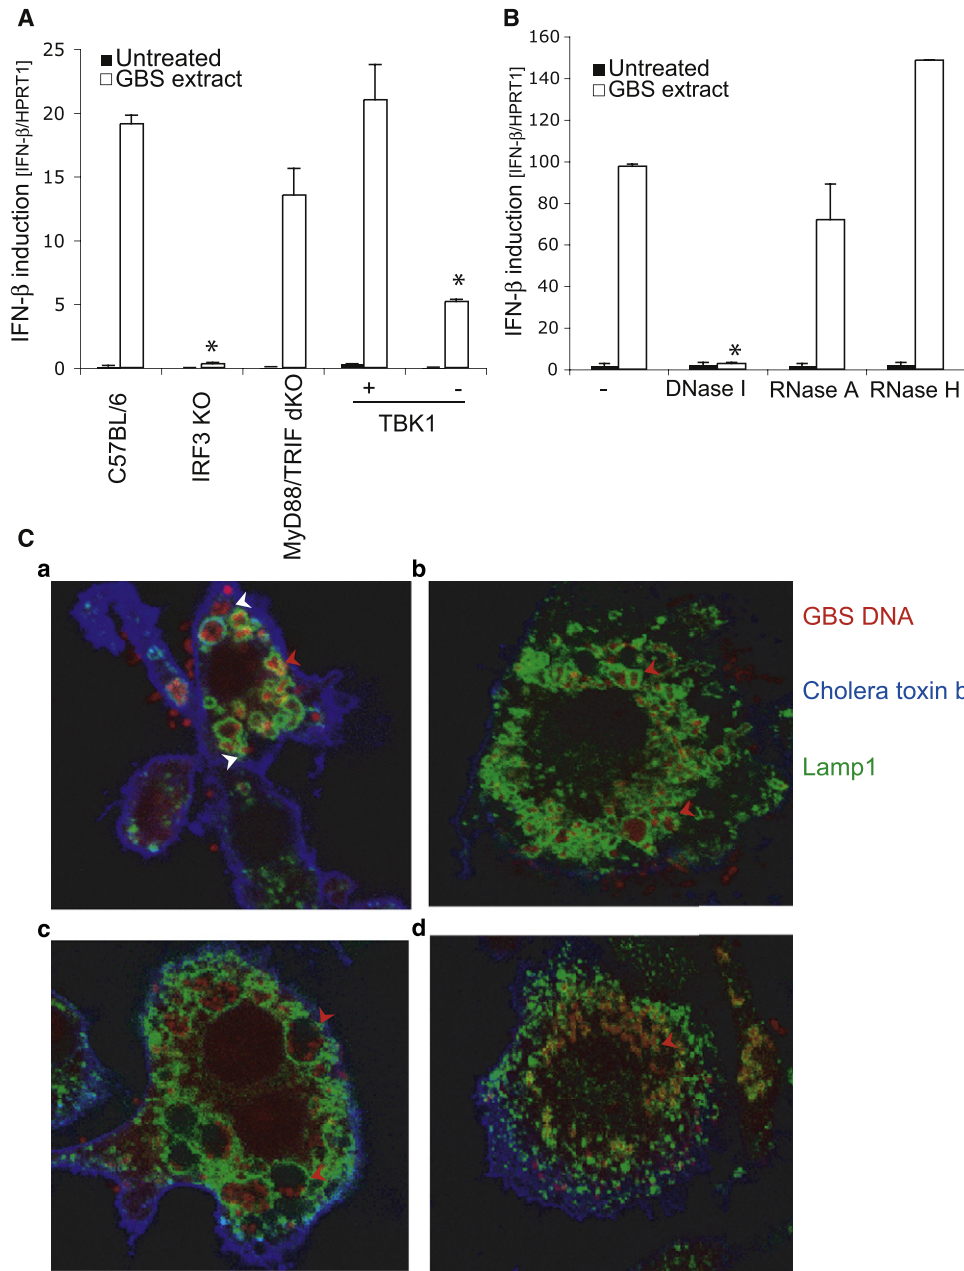 A
25
20
15
10
5
0
IFN-β induction [IFN-β/HPRT1]
Untreated
GBS extract
*
*
C57BL/6
IRF3 KO
MyD88/TRIF dKO
+
-
TBK1
B
160
140
120
100
80
60
40
20
0
IFN-β induction [IFN-β/HPRT1]
Untreated
GBS extract
*
-
DNase I
RNase A
RNase H
C
a
b
GBS DNA
Cholera toxin b
Lamp1
c
d